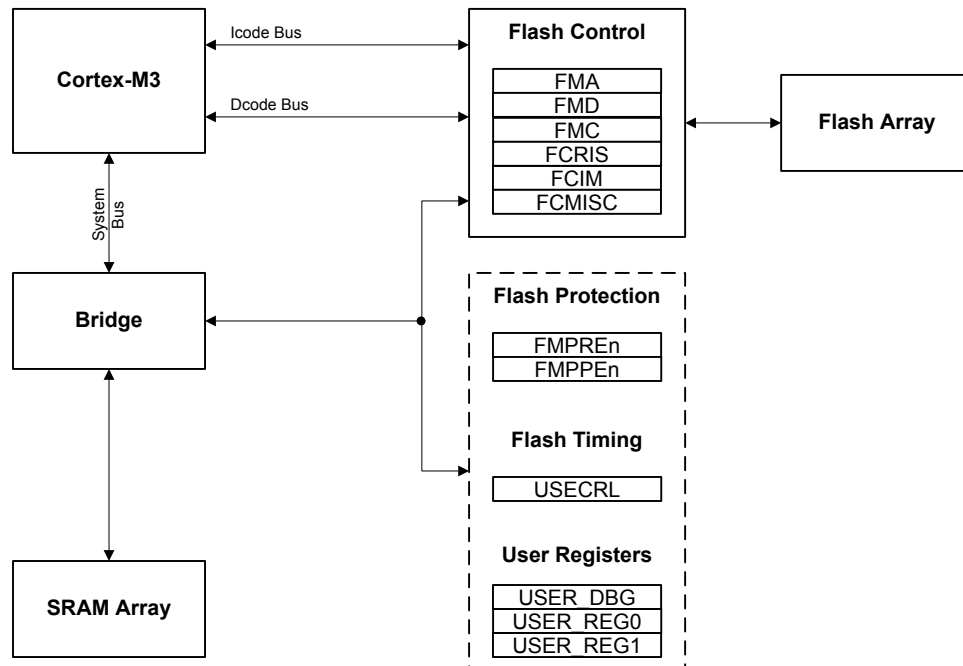 Icode Bus
Flash Control
Cortex-M3
FMA
Dcode Bus
FMD
Flash Array
FMC
FCRIS
FCIM
FCMISC
System
Bus
Flash Protection
Bridge
FMPREn
FMPPEn
Flash Timing
USECRL
User Registers
SRAM Array
USER_DBG
USER_REG0
USER_REG1